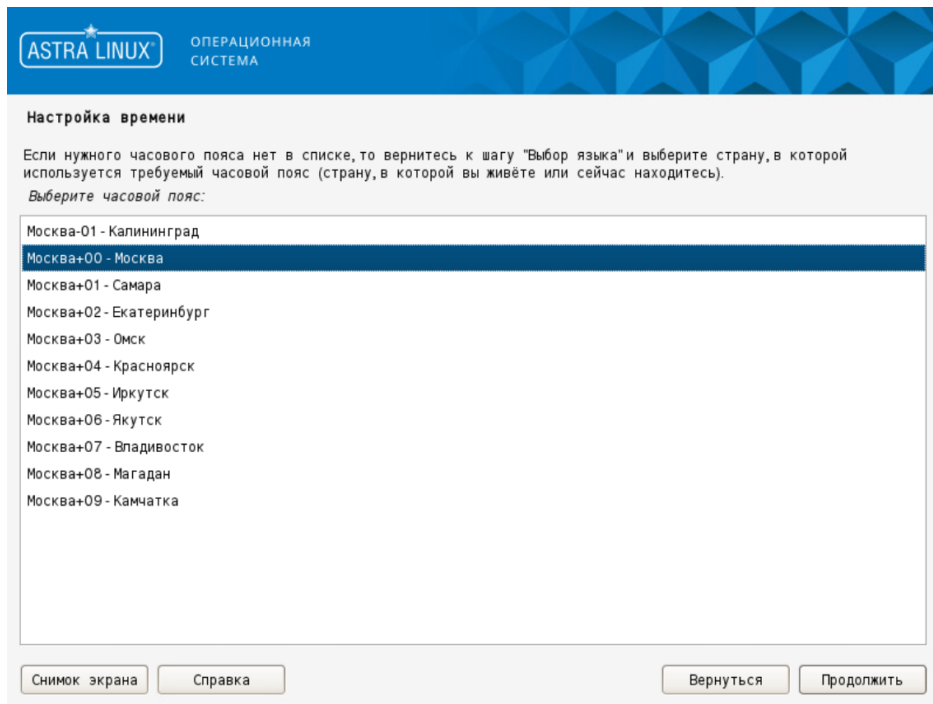 ASTRA LINUX®
ОПЕРАЦИОННАЯ
СИСТЕМА
Настройка времени
Если нужного часового пояса нет в списке, то вернитесь к шагу "Выбор языка" и выберите страну, в которой
используется требуемый часовой пояс (страну, в которой вы живёте или сейчас находитесь).
Выберите часовой пояс:
Москва-01 - Калининград
Москва+00 - Москва
Москва+01 - Самара
Москва+02 - Екатеринбург
Москва+03 - Омск
Москва+04 - Красноярск
Москва+05 - Иркутск
Москва+06 - Якутск
Москва+07 - Владивосток
Москва+08 - Магадан
Москва+09 - Камчатка
Снимок экрана
Справка
Вернуться
Продолжить